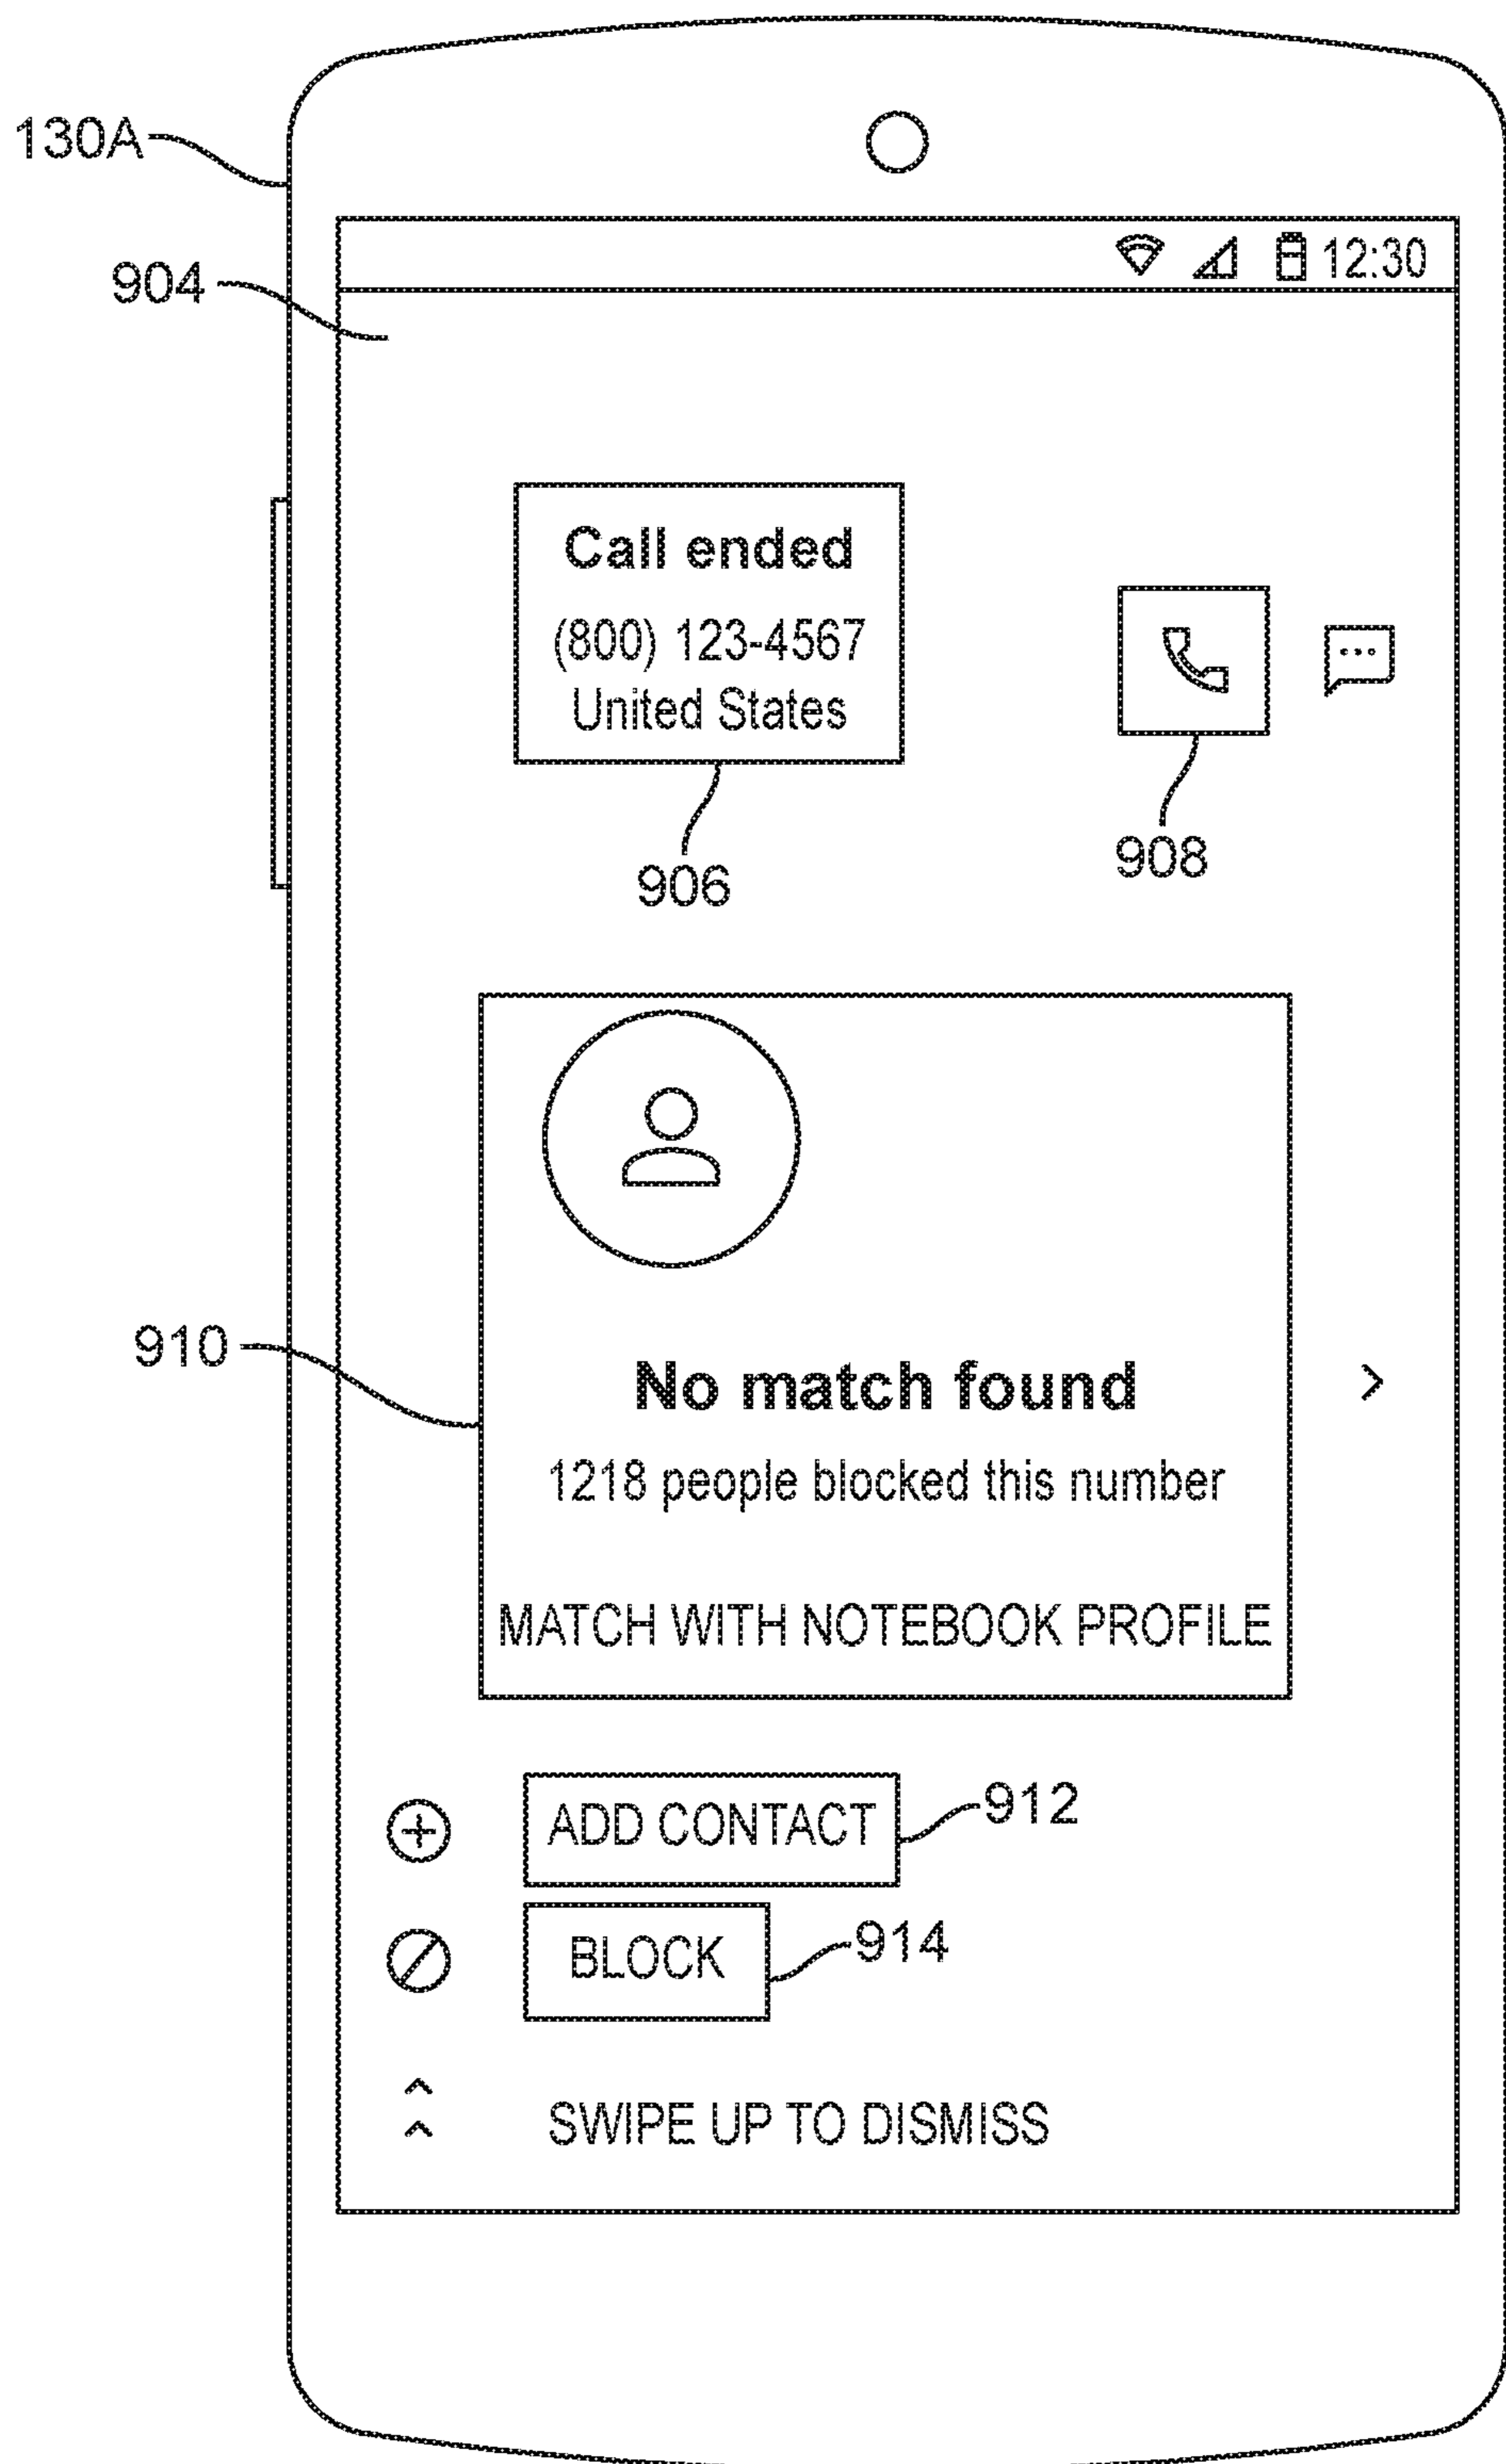 130A
12:30
904
Call ended
(800) 123-4567
United States
906
908
910
No match found
1218 people blocked this number
MATCH WITH NOTEBOOK PROFILE
ADD CONTACT
912
BLOCK
914
SWIPE UP TO DISMISS